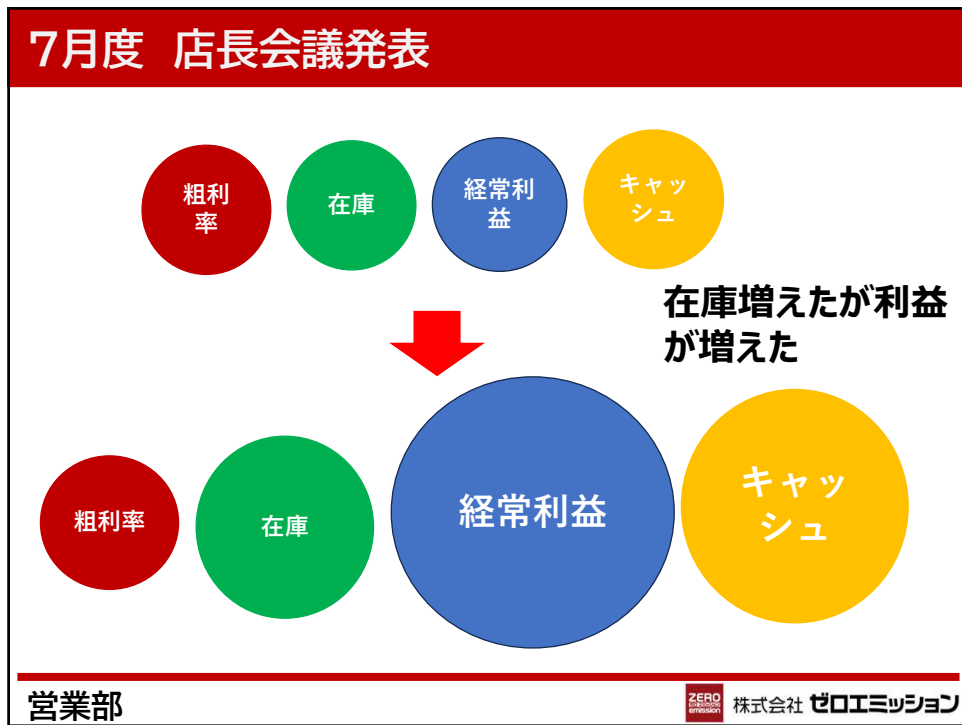 7月度 店長会議発表
粗利
率
在庫
経常利
益
キャッ
シュ
在庫増えたが利益
が増えた
粗利率
在庫
経常利益
キャッ
シュ
営業部
ZERO
emission
株式会社 ゼロエミッション